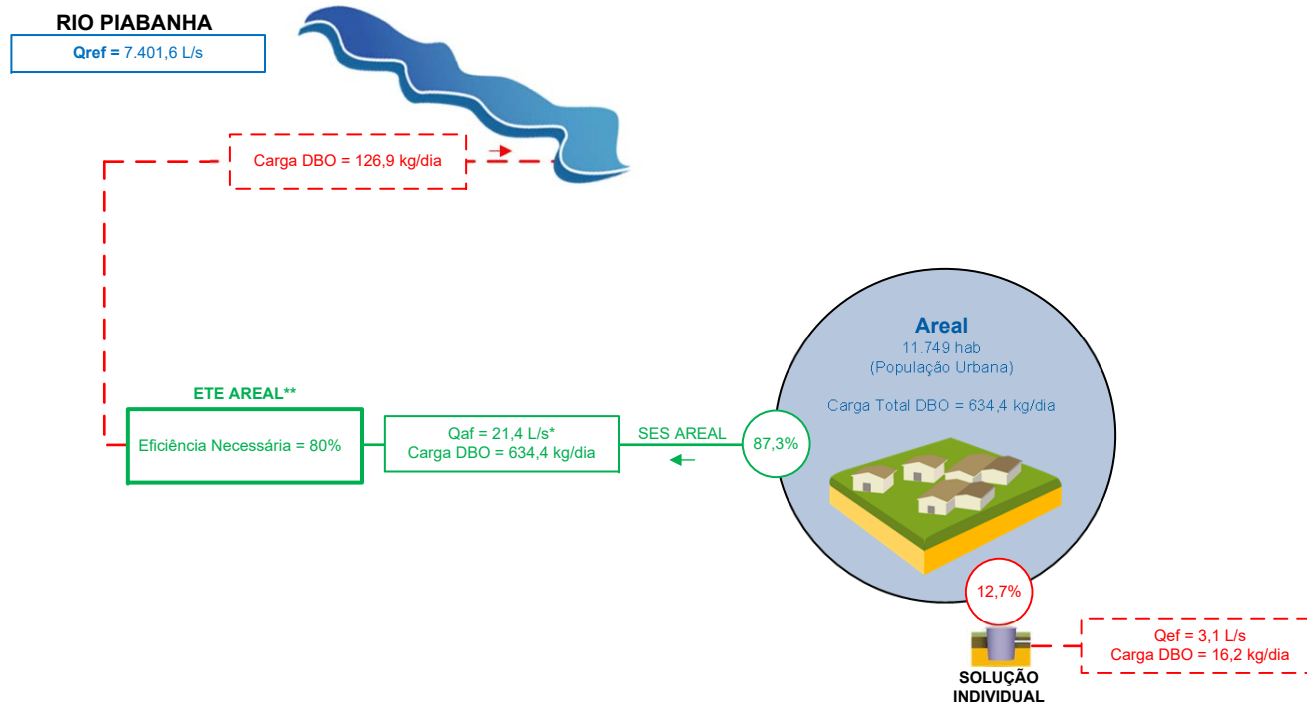 RIO PIABANHA
Qref = 7.401,6 L/s
Carga DBO = 126,9 kg/dia
Areal
11.749 hab
(População Urbana)
Carga Total DBO = 634,4 kg/dia
ETE AREAL**
Eficiência Necessária = 80%
Qaf = 21,4 L/s*
Carga DBO = 634,4 kg/dia
SES AREAL
87,3%
12,7%
SOLUÇÃO
INDIVIDUAL
Qef = 3,1 L/s
Carga DBO = 16,2 kg/dia